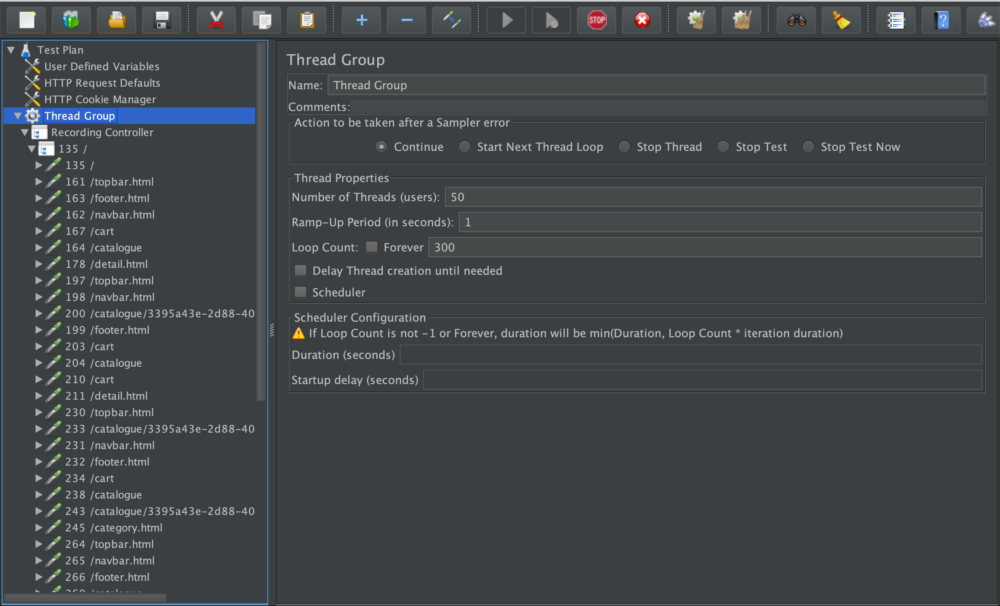 STOP
?
Test Plan
User Defined Variables
HTTP Request Defaults
HTTP Cookie Manager
Thread Group
Recording Controller
135 /
135 /
161 /topbar.html
163 /footer.html
162 /navbar.html
167 /cart
164 /catalogue
178 /detail.html
197 /topbar.html
198 /navbar.html
200 /catalogue/3395a43e-2d88-40
199 /footer.html
203 /cart
204 /catalogue
210 /cart
211 /detail.html
230 /topbar.html
233 /catalogue/3395a43e-2d88-40
231 /navbar.html
232 /footer.html
234 /cart
238 /catalogue
243 /catalogue/3395a43e-2d88-40
245 /category.html
264 /topbar.html
265 /navbar.html
266 /footer.html
Thread Group
Name: Thread Group
Comments:
Action to be taken after a Sampler error
Continue Start Next Thread Loop Stop Thread Stop Test Stop Test Now
Thread Properties
Number of Threads (users): 50
Ramp-Up Period (in seconds): 1
Loop Count: Forever 300
Delay Thread creation until needed
Scheduler
Scheduler Configuration
If Loop Count is not -1 or Forever, duration will be min(Duration, Loop Count * iteration duration)
Duration (seconds)
Startup delay (seconds)